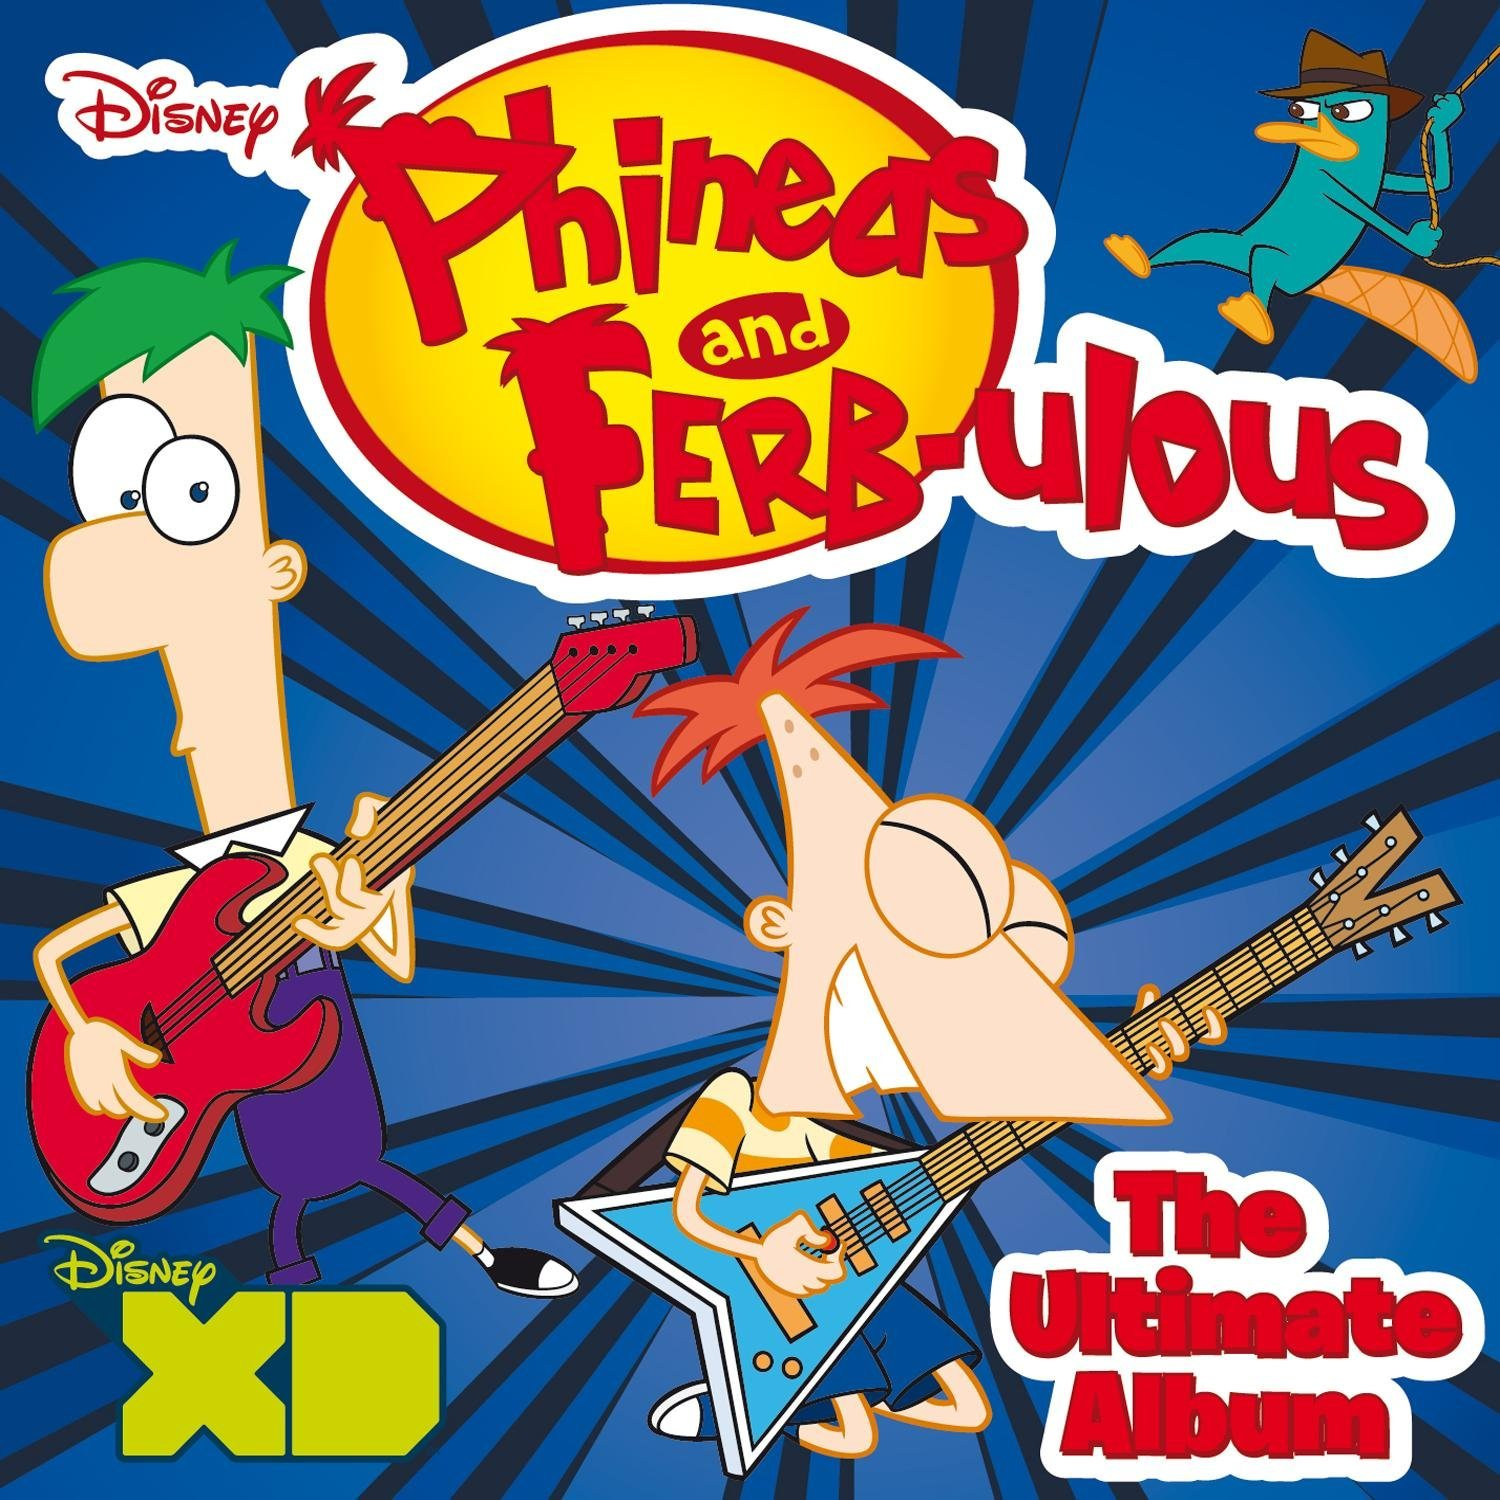 Disney
Phineas
and
Ferb-ulous
The
Ultimate
Album
Disney
XD